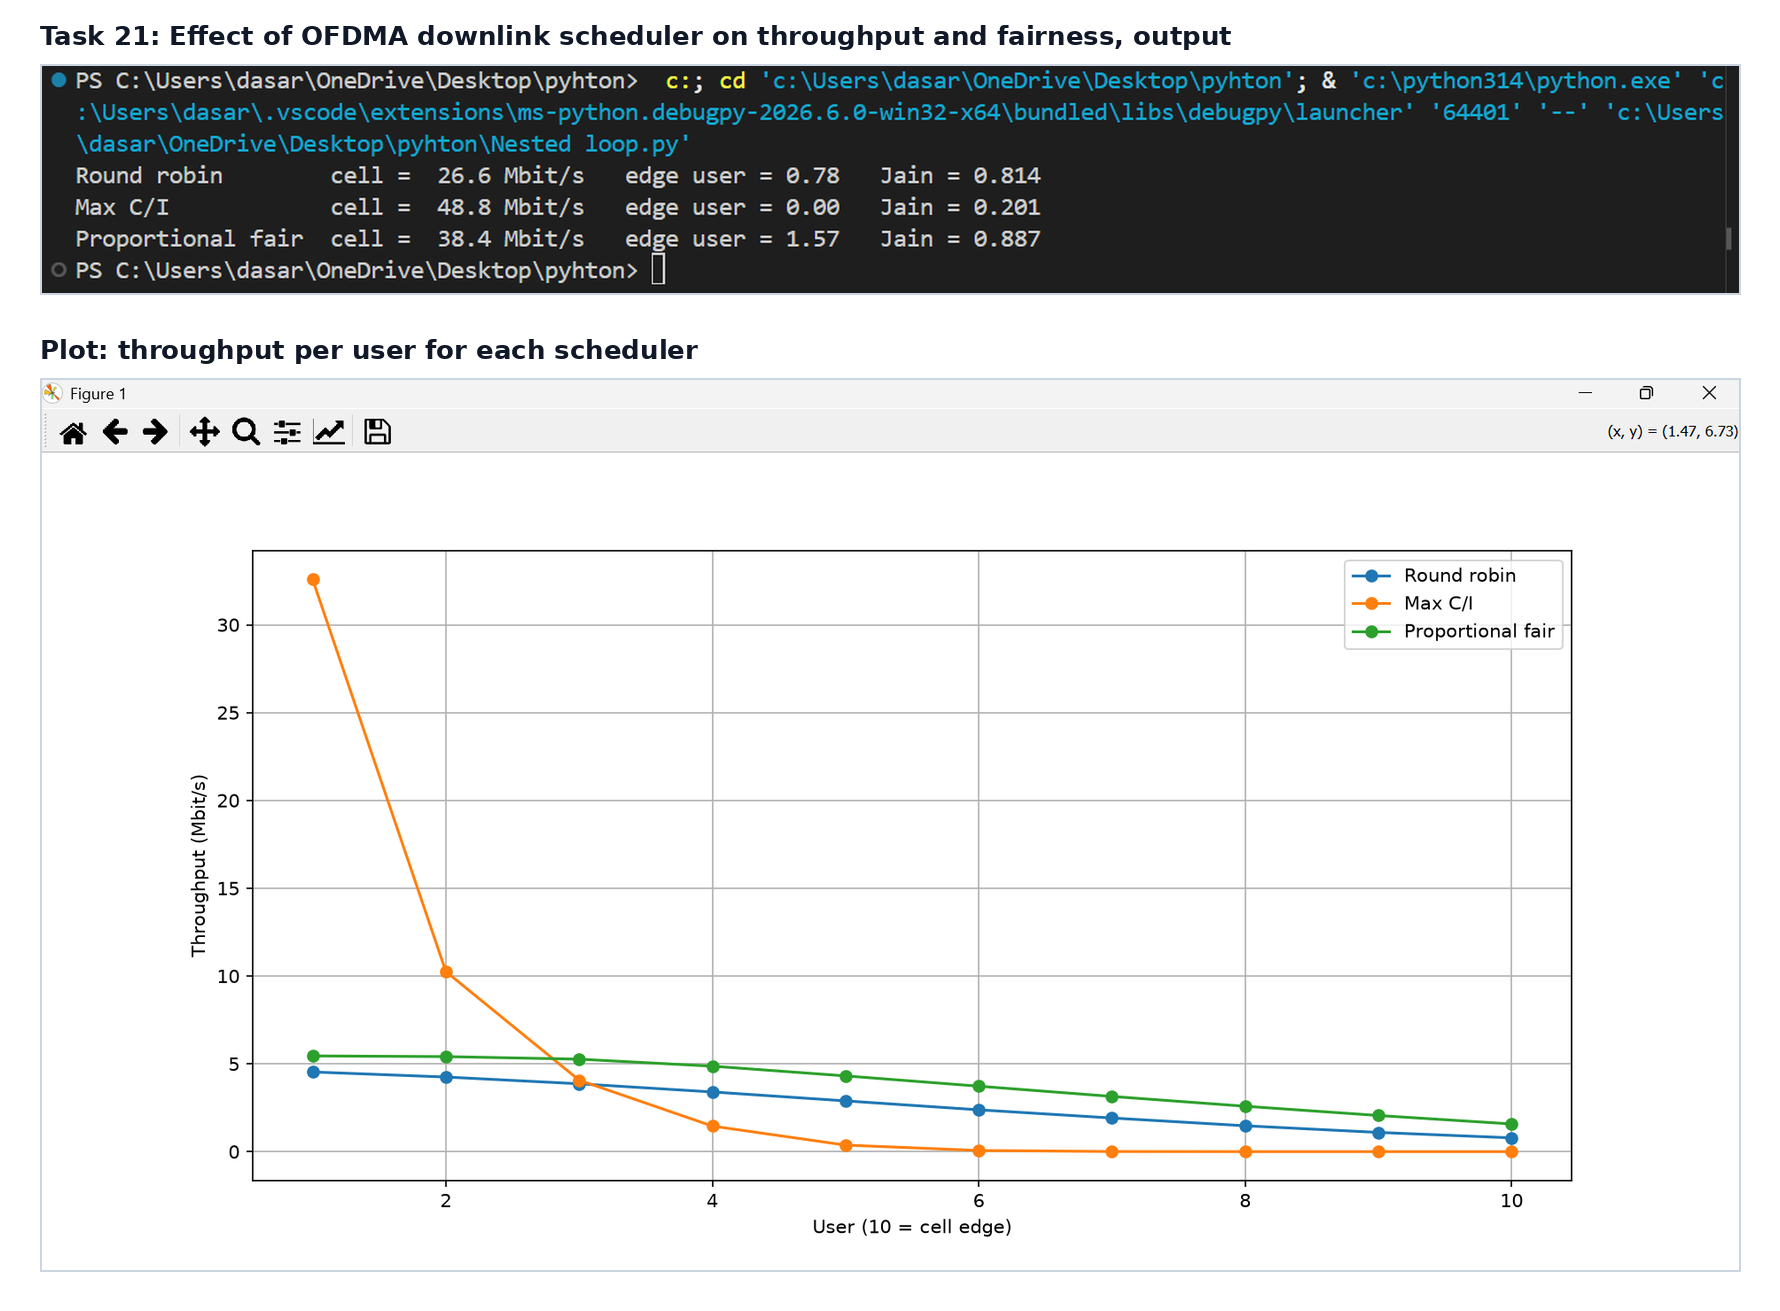 Task 21: Effect of OFDMA downlink scheduler on throughput and fairness, output
PS C:\Users\dasar\OneDrive\Desktop\pyhton>  c:; cd 'c:\Users\dasar\OneDrive\Desktop\pyhton'; & 'c:\python314\python.exe' 'c
:\Users\dasar\.vscode\extensions\ms-python.debugpy-2026.6.0-win32-x64\bundled\libs\debugpy\launcher' '64401' '--' 'c:\Users
\dasar\OneDrive\Desktop\pyhton\Nested loop.py'
Round robin        cell =  26.6 Mbit/s   edge user = 0.78   Jain = 0.814
Max C/I            cell =  48.8 Mbit/s   edge user = 0.00   Jain = 0.201
Proportional fair  cell =  38.4 Mbit/s   edge user = 1.57   Jain = 0.887
PS C:\Users\dasar\OneDrive\Desktop\pyhton>
Plot: throughput per user for each scheduler
Figure 1
(x, y) = (1.47, 6.73)
Round robin
Max C/I
Proportional fair
30
25
20
15
10
5
0
Throughput (Mbit/s)
2 4 6 8 10
User (10 = cell edge)